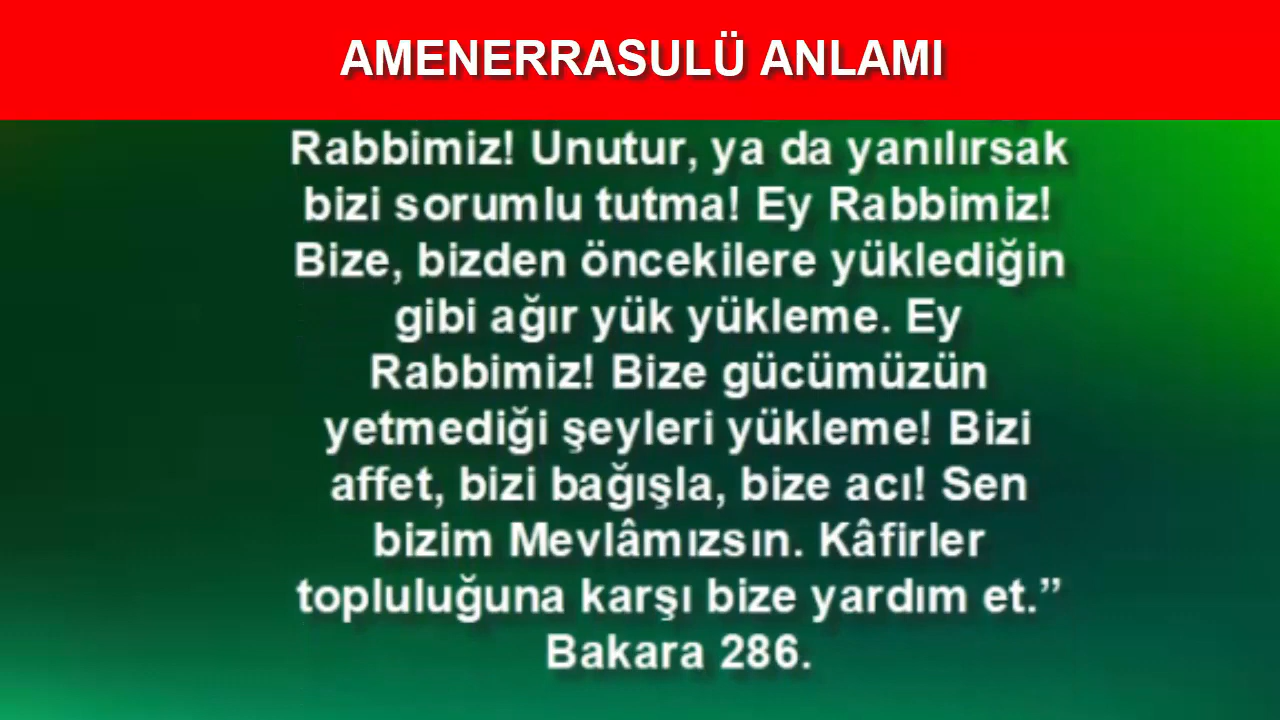 AMENERRASULÜ ANLAMI
Rabbimiz! Unutur, ya da yanılırsak
bizi sorumlu tutma! Ey Rabbimiz!
Bize, bizden öncekilere yüklediğin
gibi ağır yük yükleme. Ey
Rabbimiz! Bize gücümüzün
yetmediği şeyleri yükleme! Bizi
affet, bizi bağışla, bize acı! Sen
bizim Mevlâmızsın. Kâfirler
topluluğuna karşı bize yardım et.”
Bakara 286.